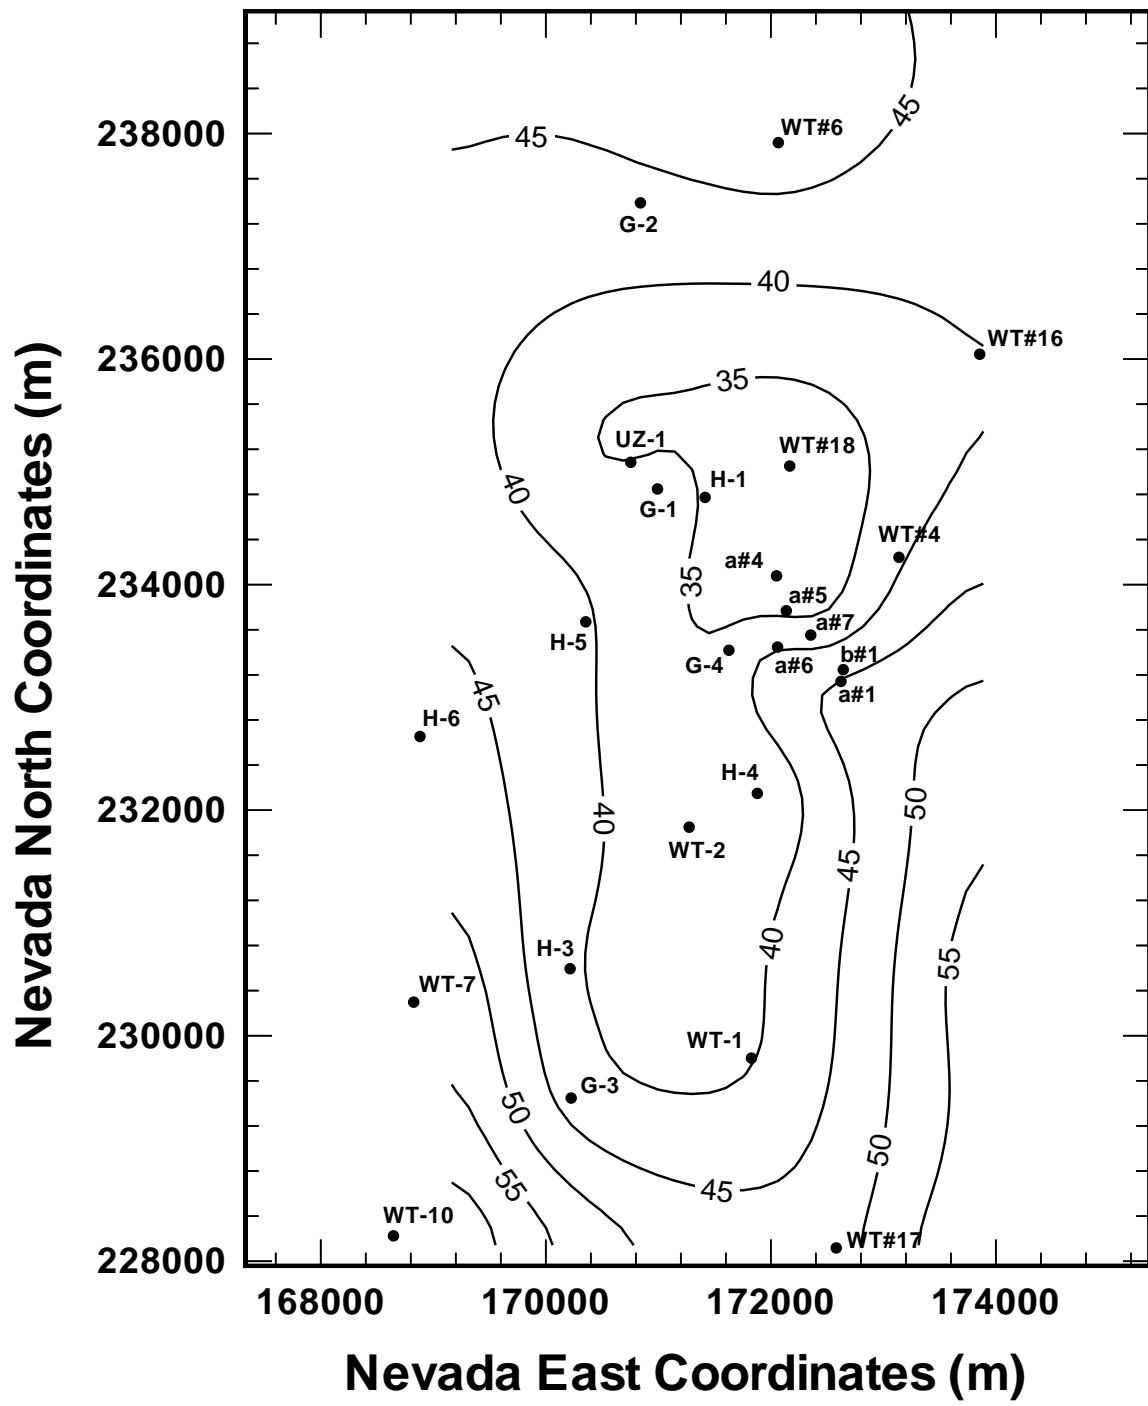 45
WT#6
238000
45
G-2
40
WT#16
236000
35
UZ-1
WT#18
H-1
40
G-1
WT#4
a#4
35
234000
a#5
a#7
H-5
G-4
a#6
b#1
a#1
45
H-6
H-4
50
232000
40
WT-2
45
40
H-3
55
WT-7
230000
WT-1
G-3
50
50
55
45
WT-10
WT#17
228000
168000
170000
172000
174000
Nevada North Coordinates (m)
Nevada East Coordinates (m)